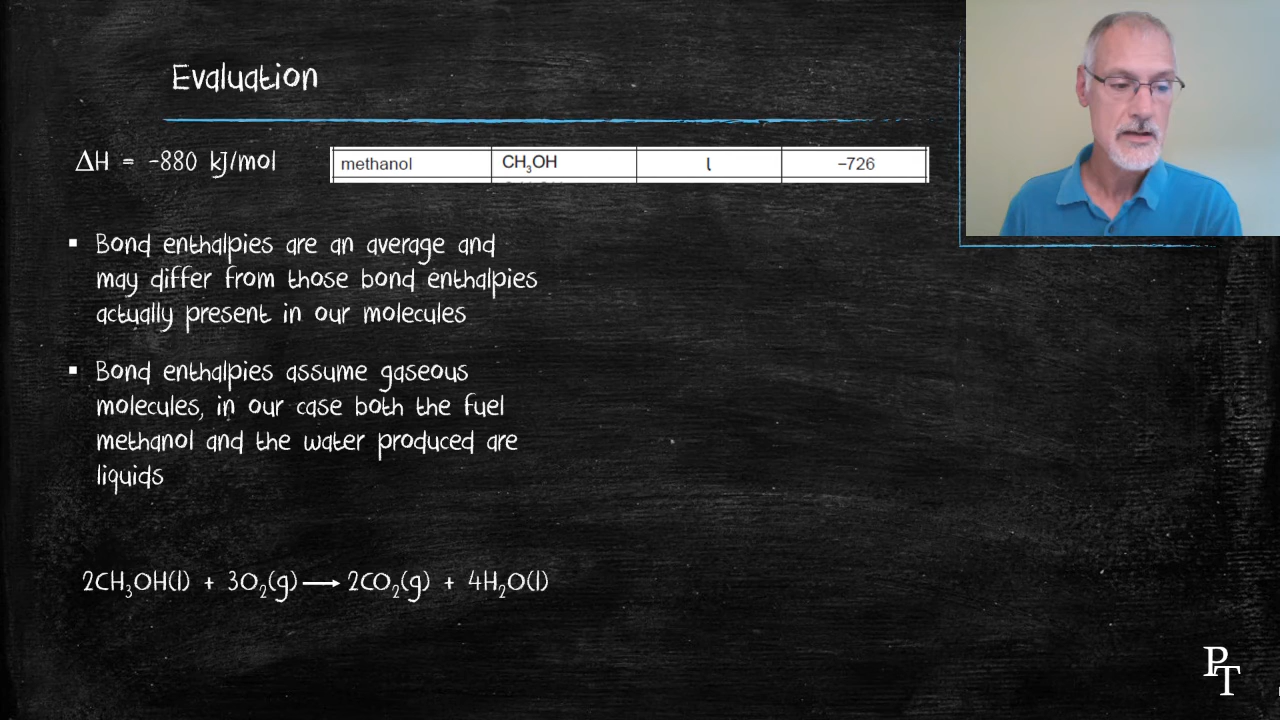 Evaluation
ΔH = -880 kJ/mol
methanol CH₃OH l −726
▪ Bond enthalpies are an average and
may differ from those bond enthalpies
actually present in our molecules
▪ Bond enthalpies assume gaseous
molecules, in our case both the fuel
methanol and the water produced are
liquids
2CH₃OH(l) + 3O₂(g) ⟶ 2CO₂(g) + 4H₂O(l)
PT